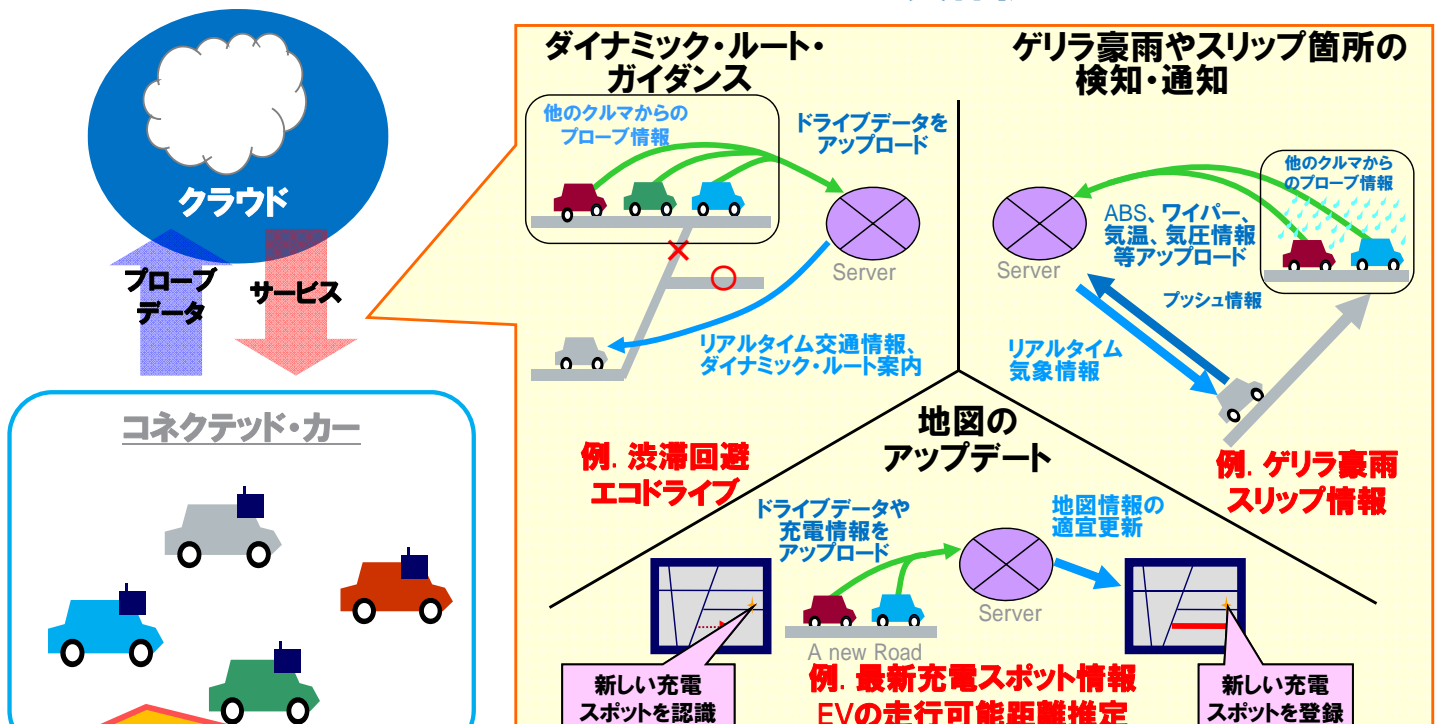 クラウド
プローブ
データ
サービス
コネクテッド・カー
ダイナミック・ルート・
ガイダンス
他のクルマからの
プローブ情報
ドライブデータを
アップロード
Server
リアルタイム交通情報、
ダイナミック・ルート案内
例. 渋滞回避
エコドライブ
ゲリラ豪雨やスリップ箇所の
検知・通知
他のクルマから
のプローブ情報
ABS、ワイパー、
気温、気圧情報
等アップロード
Server
プッシュ情報
リアルタイム
気象情報
例. ゲリラ豪雨
スリップ情報
地図の
アップデート
ドライブデータや
充電情報を
アップロード
地図情報の
適宜更新
Server
A new Road
新しい充電
スポットを認識
例. 最新充電スポット情報
EVの走行可能距離推定
新しい充電
スポットを登録